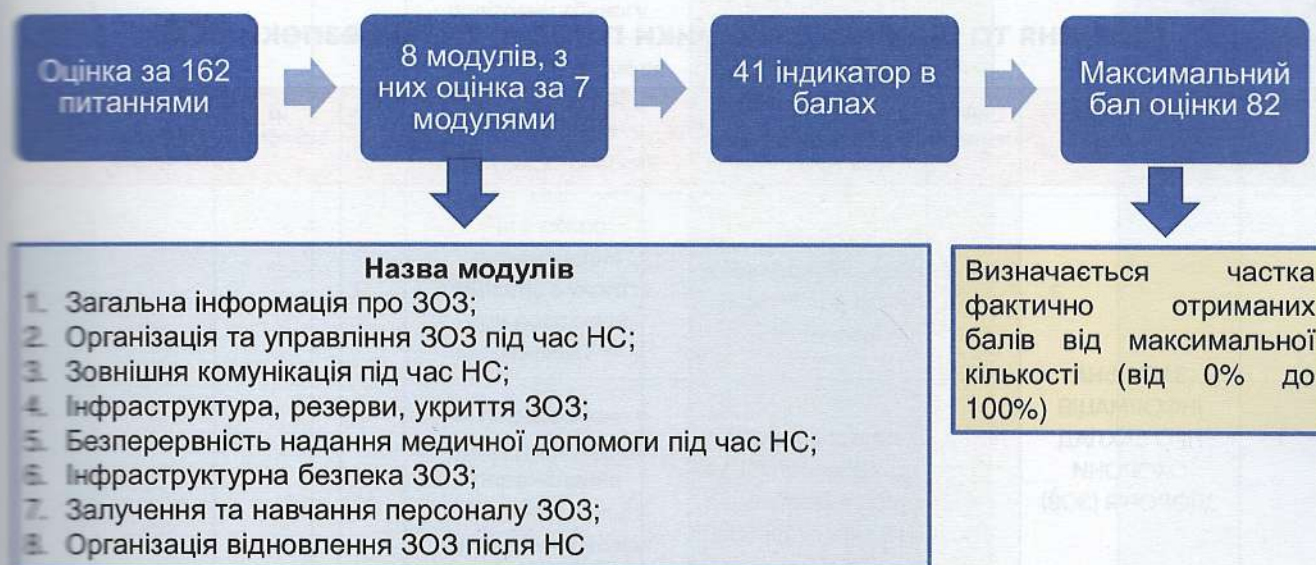 Оцінка за 162
питаннями
8 модулів, з
них оцінка за 7
модулями
41 індикатор в
балах
Максимальний
бал оцінки 82
Назва модулів
1. Загальна інформація про ЗОЗ;
2. Організація та управління ЗОЗ під час НС;
3. Зовнішня комунікація під час НС;
4. Інфраструктура, резерви, укриття ЗОЗ;
5. Безперервність надання медичної допомоги під час НС;
6. Інфраструктурна безпека ЗОЗ;
7. Залучення та навчання персоналу ЗОЗ;
8. Організація відновлення ЗОЗ після НС
Визначається частка
фактично отриманих
балів від максимальної
кількості (від 0% до
100%)